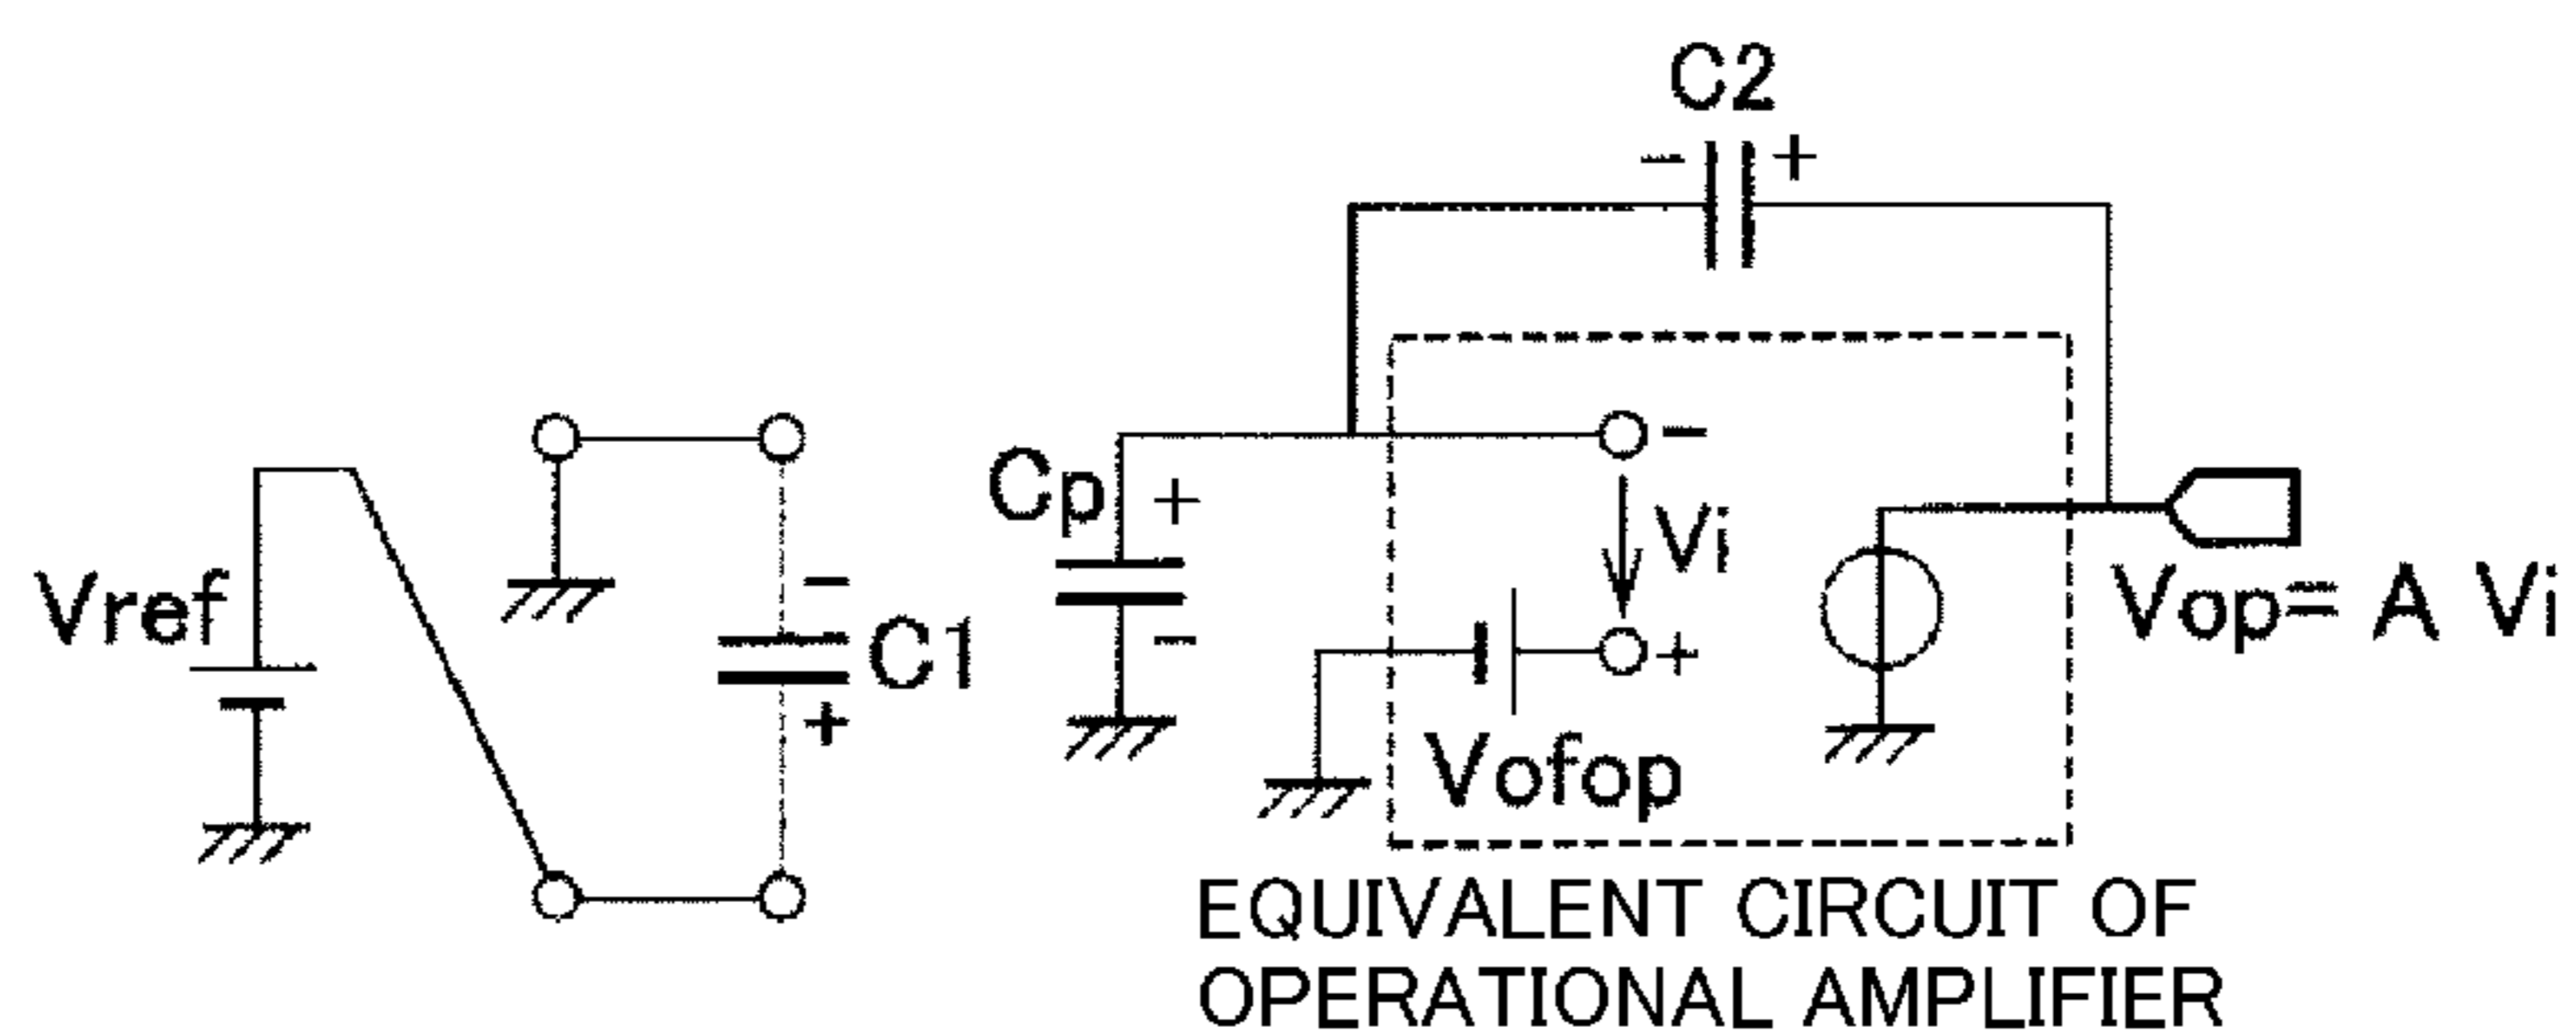 C2
- +
Cp
+
-
-
Vi
+
Vref
-
C1
+
Vofop
Vop= A Vi
EQUIVALENT CIRCUIT OF
OPERATIONAL AMPLIFIER